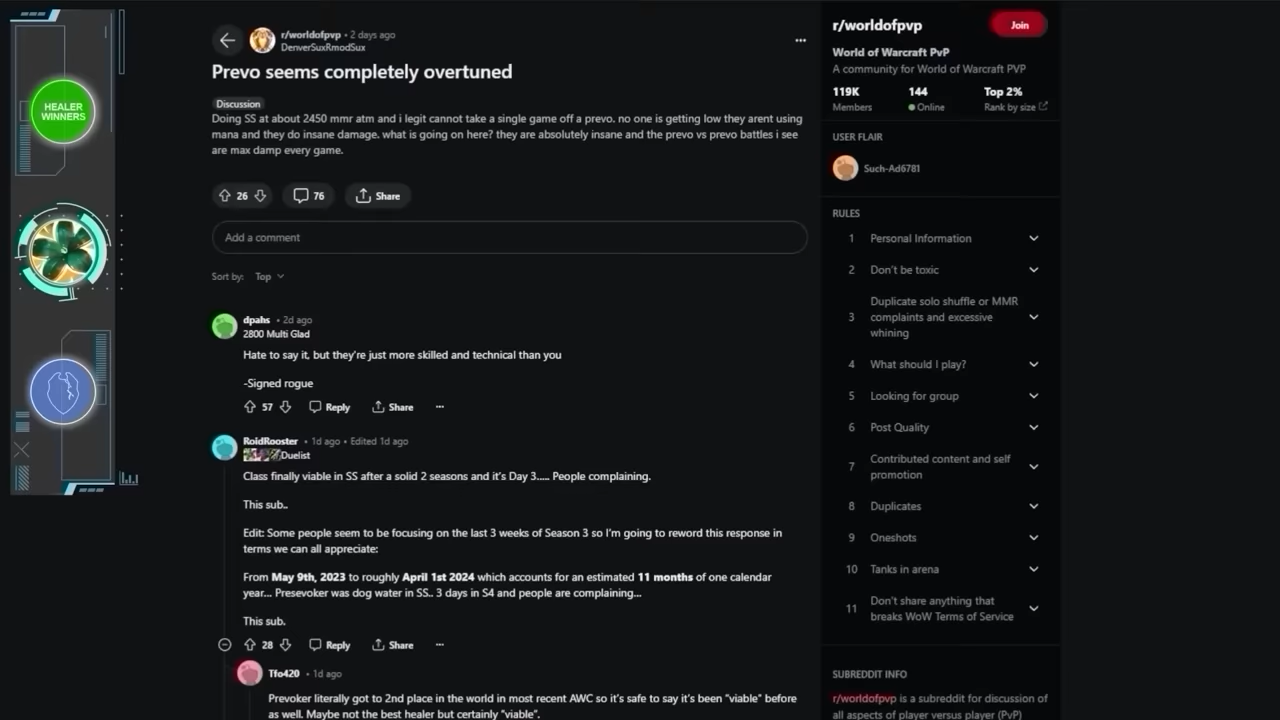 HEALER
WINNERS
r/worldofpvp • 2 days ago
DenverSuxRmodSux
Prevo seems completely overtuned
Discussion
Doing SS at about 2450 mmr atm and i legit cannot take a single game off a prevo. no one is getting low they arent using
mana and they do insane damage. what is going on here? they are absolutely insane and the prevo vs prevo battles i see
are max damp every game.
26
76
Share
Add a comment
Sort by: Top
dpahs • 2d ago
2800 Multi Glad
Hate to say it, but they're just more skilled and technical than you
-Signed rogue
57
Reply
Share
RoidRooster • 1d ago • Edited 1d ago
Duelist
Class finally viable in SS after a solid 2 seasons and it's Day 3..... People complaining.
This sub..
Edit: Some people seem to be focusing on the last 3 weeks of Season 3 so I'm going to reword this response in
terms we can all appreciate:
From May 9th, 2023 to roughly April 1st 2024 which accounts for an estimated 11 months of one calendar
year... Presevoker was dog water in SS.. 3 days in S4 and people are complaining...
This sub.
28
Reply
Share
Tfo420 • 1d ago
Prevoker literally got to 2nd place in the world in most recent AWC so it's safe to say it's been "viable" before
as well. Maybe not the best healer but certainly "viable".
r/worldofpvp
Join
World of Warcraft PvP
A community for World of Warcraft PVP
119K 144 Top 2%
Members Online Rank by size
USER FLAIR
Such-Ad6781
RULES
1 Personal Information
2 Don't be toxic
Duplicate solo shuffle or MMR
3 complaints and excessive
whining
4 What should I play?
5 Looking for group
6 Post Quality
7 Contributed content and self
promotion
8 Duplicates
9 Oneshots
10 Tanks in arena
11 Don't share anything that
breaks WoW Terms of Service
SUBREDDIT INFO
r/worldofpvp is a subreddit for discussion of
all aspects of player versus player (PvP)